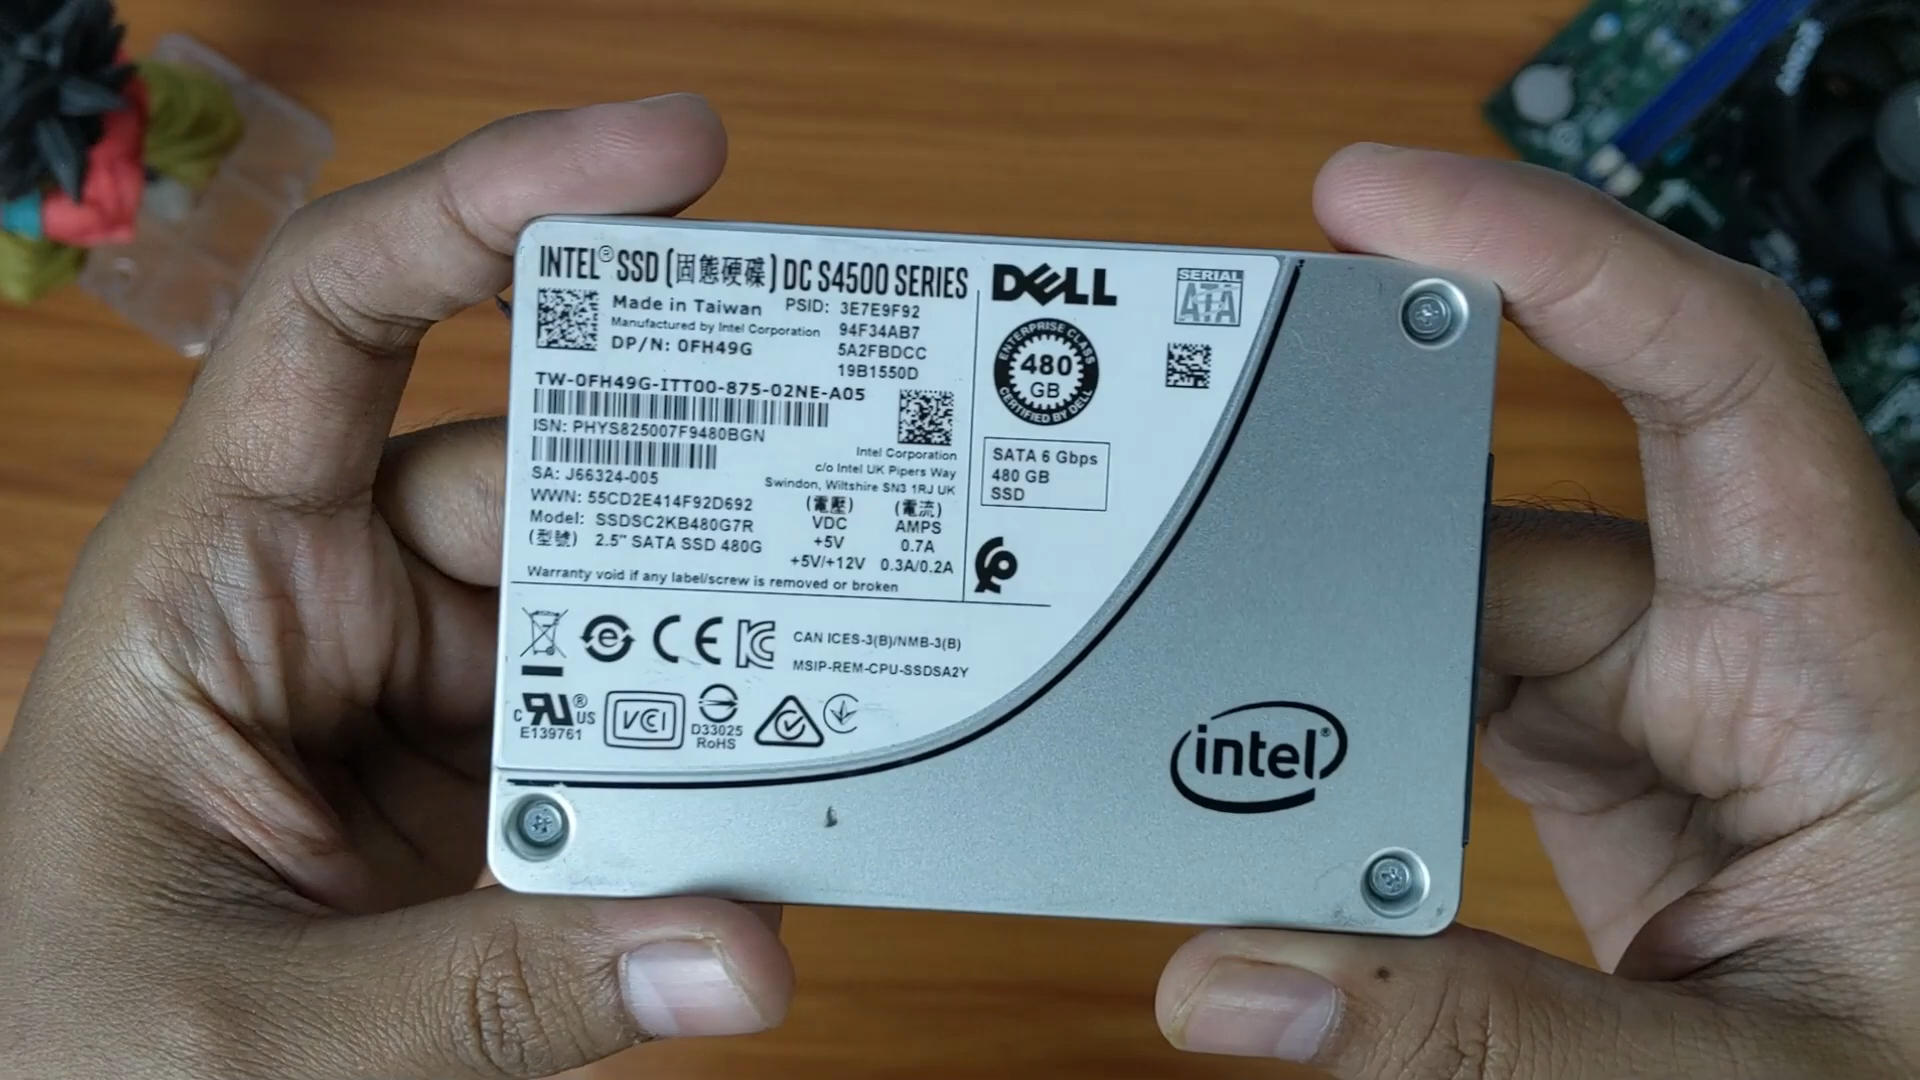 INTEL® SSD (固態硬碟) DC S4500 SERIES
Made in Taiwan
Manufactured by Intel Corporation
DP/N: 0FH49G
PSID: 3E7E9F92
94F34AB7
5A2FBDCC
19B1550D
TW-0FH49G-ITT00-875-02NE-A05
ISN: PHYS825007F9480BGN
SA: J66324-005
WWN: 55CD2E414F92D692
Model: SSDSC2KB480G7R
(型號) 2.5" SATA SSD 480G
Intel Corporation
c/o Intel UK Pipers Way
Swindon, Wiltshire SN3 1RJ UK
(電壓) (電流)
VDC AMPS
+5V 0.7A
+5V/+12V 0.3A/0.2A
Warranty void if any label/screw is removed or broken
DELL
SERIAL
ATA
ENTERPRISE CLASS
480
GB
CERTIFIED BY DELL
SATA 6 Gbps
480 GB
SSD
CAN ICES-3(B)/NMB-3(B)
MSIP-REM-CPU-SSDSA2Y
C RU® US
E139761
VCI
D33025
RoHS
intel®